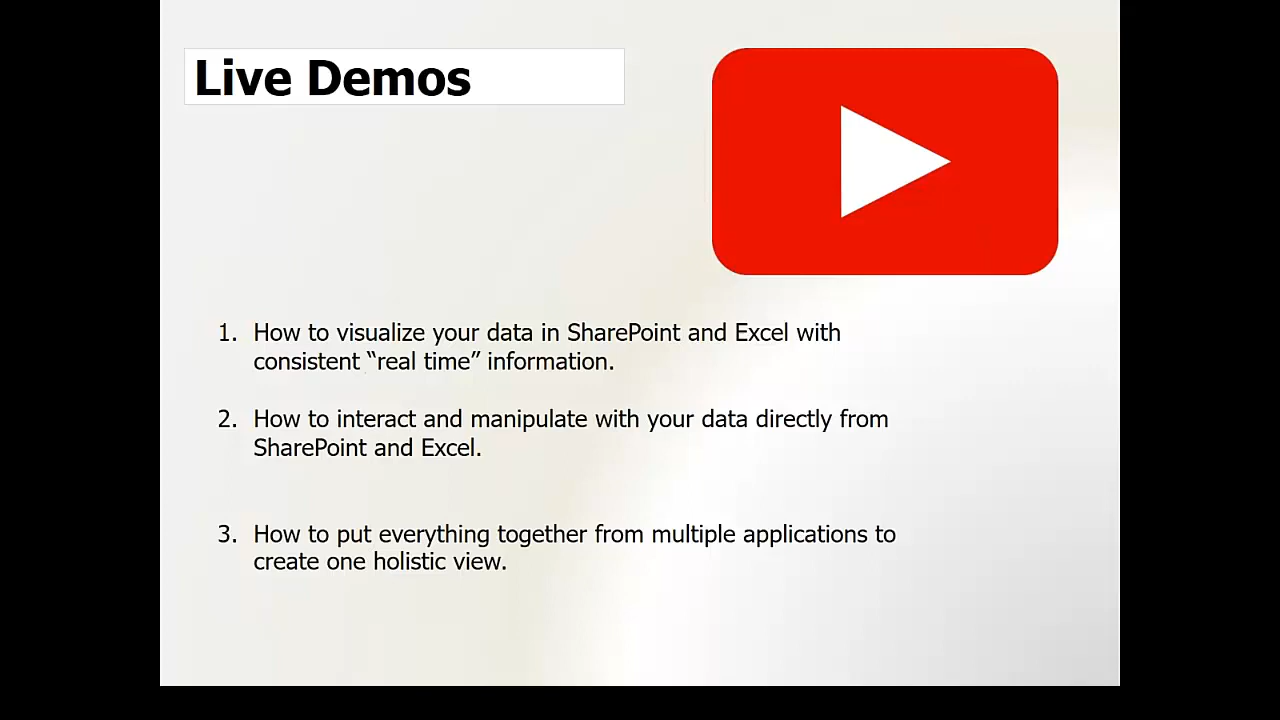 Live Demos
1. How to visualize your data in SharePoint and Excel with
consistent “real time” information.
2. How to interact and manipulate with your data directly from
SharePoint and Excel.
3. How to put everything together from multiple applications to
create one holistic view.